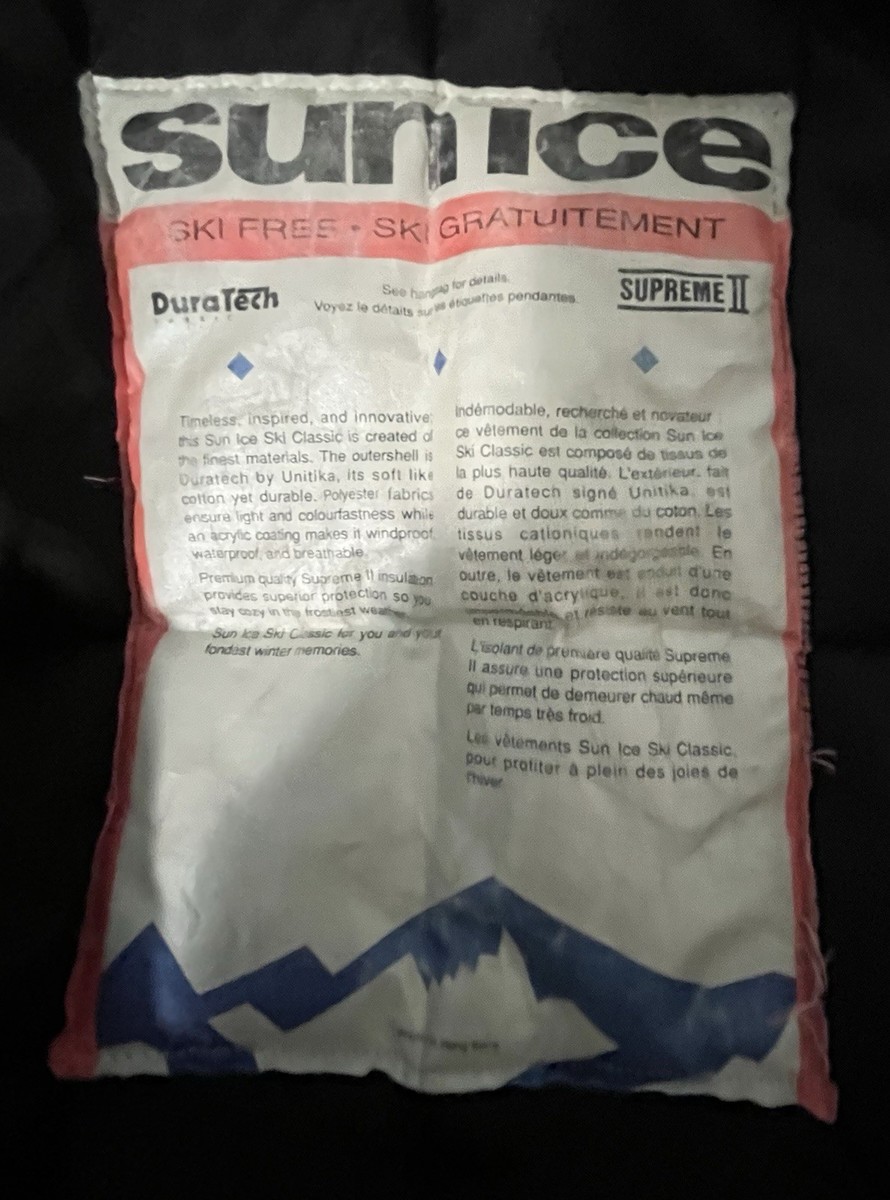 sun ice
SKI FREE • SKI GRATUITEMENT
DuraTech
CLASSIC
See hangtag for details.
Voyez le détails sur les étiquettes pendantes.
SUPREME II
Timeless, inspired, and innovative;
this Sun Ice Ski Classic is created of
the finest materials. The outershell is
Duratech by Unitika, its soft like
cotton yet durable. Polyester fabrics
ensure light and colourfastness while
an acrylic coating makes it windproof,
waterproof, and breathable.
Premium quality Supreme II insulation
provides superior protection so you
stay cozy in the frostiest weather.
Sun Ice Ski Classic for you and your
fondest winter memories.
Indémodable, recherché et novateur
ce vêtement de la collection Sun Ice
Ski Classic est composé de tissus de
la plus haute qualité. L'extérieur, fait
de Duratech signé Unitika, est
durable et doux comme du coton. Les
tissus cationiques rendent le
vêtement léger et indégorgeable. En
outre, le vêtement est enduit d'une
couche d'acrylique, il est donc
et résiste au vent tout
en respirant.
L'isolant de première qualité Supreme
II assure une protection supérieure
qui permet de demeurer chaud même
par temps très froid.
Les vêtements Sun Ice Ski Classic,
pour profiter à plein des joies de
l'hiver.